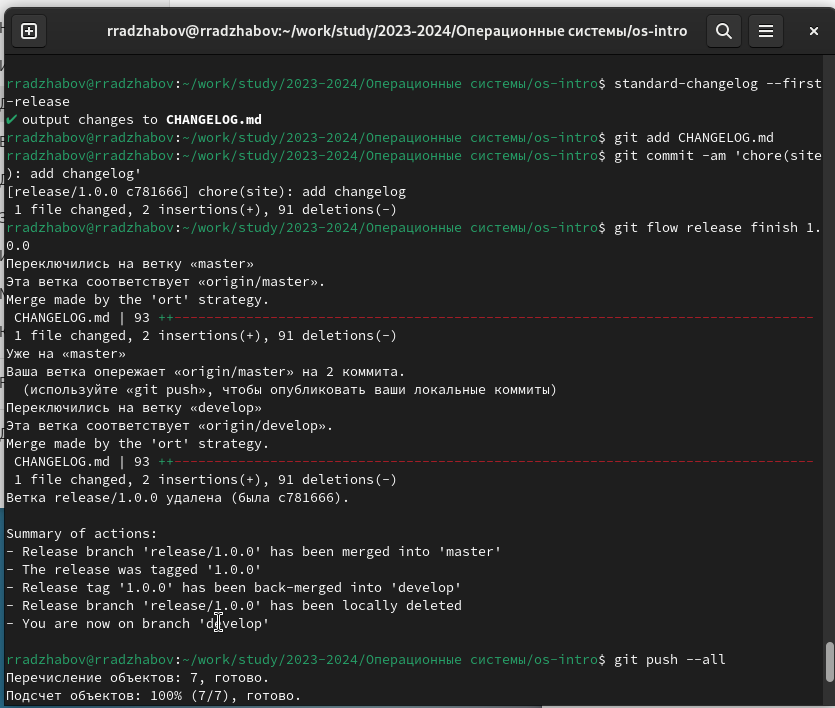 rradzhabov@rradzhabov:~/work/study/2023-2024/Операционные системы/os-intro
rradzhabov@rradzhabov:~/work/study/2023-2024/Операционные системы/os-intro$ standard-changelog --first
-release
✔ output changes to CHANGELOG.md
rradzhabov@rradzhabov:~/work/study/2023-2024/Операционные системы/os-intro$ git add CHANGELOG.md
rradzhabov@rradzhabov:~/work/study/2023-2024/Операционные системы/os-intro$ git commit -am 'chore(site
): add changelog'
[release/1.0.0 c781666] chore(site): add changelog
 1 file changed, 2 insertions(+), 91 deletions(-)
rradzhabov@rradzhabov:~/work/study/2023-2024/Операционные системы/os-intro$ git flow release finish 1.
0.0
Переключились на ветку «master»
Эта ветка соответствует «origin/master».
Merge made by the 'ort' strategy.
 CHANGELOG.md | 93 ++--------------------------------------------------------------------------------
 1 file changed, 2 insertions(+), 91 deletions(-)
Уже на «master»
Ваша ветка опережает «origin/master» на 2 коммита.
  (используйте «git push», чтобы опубликовать ваши локальные коммиты)
Переключились на ветку «develop»
Эта ветка соответствует «origin/develop».
Merge made by the 'ort' strategy.
 CHANGELOG.md | 93 ++--------------------------------------------------------------------------------
 1 file changed, 2 insertions(+), 91 deletions(-)
Ветка release/1.0.0 удалена (была c781666).
Summary of actions:
- Release branch 'release/1.0.0' has been merged into 'master'
- The release was tagged '1.0.0'
- Release tag '1.0.0' has been back-merged into 'develop'
- Release branch 'release/1.0.0' has been locally deleted
- You are now on branch 'develop'
rradzhabov@rradzhabov:~/work/study/2023-2024/Операционные системы/os-intro$ git push --all
Перечисление объектов: 7, готово.
Подсчет объектов: 100% (7/7), готово.